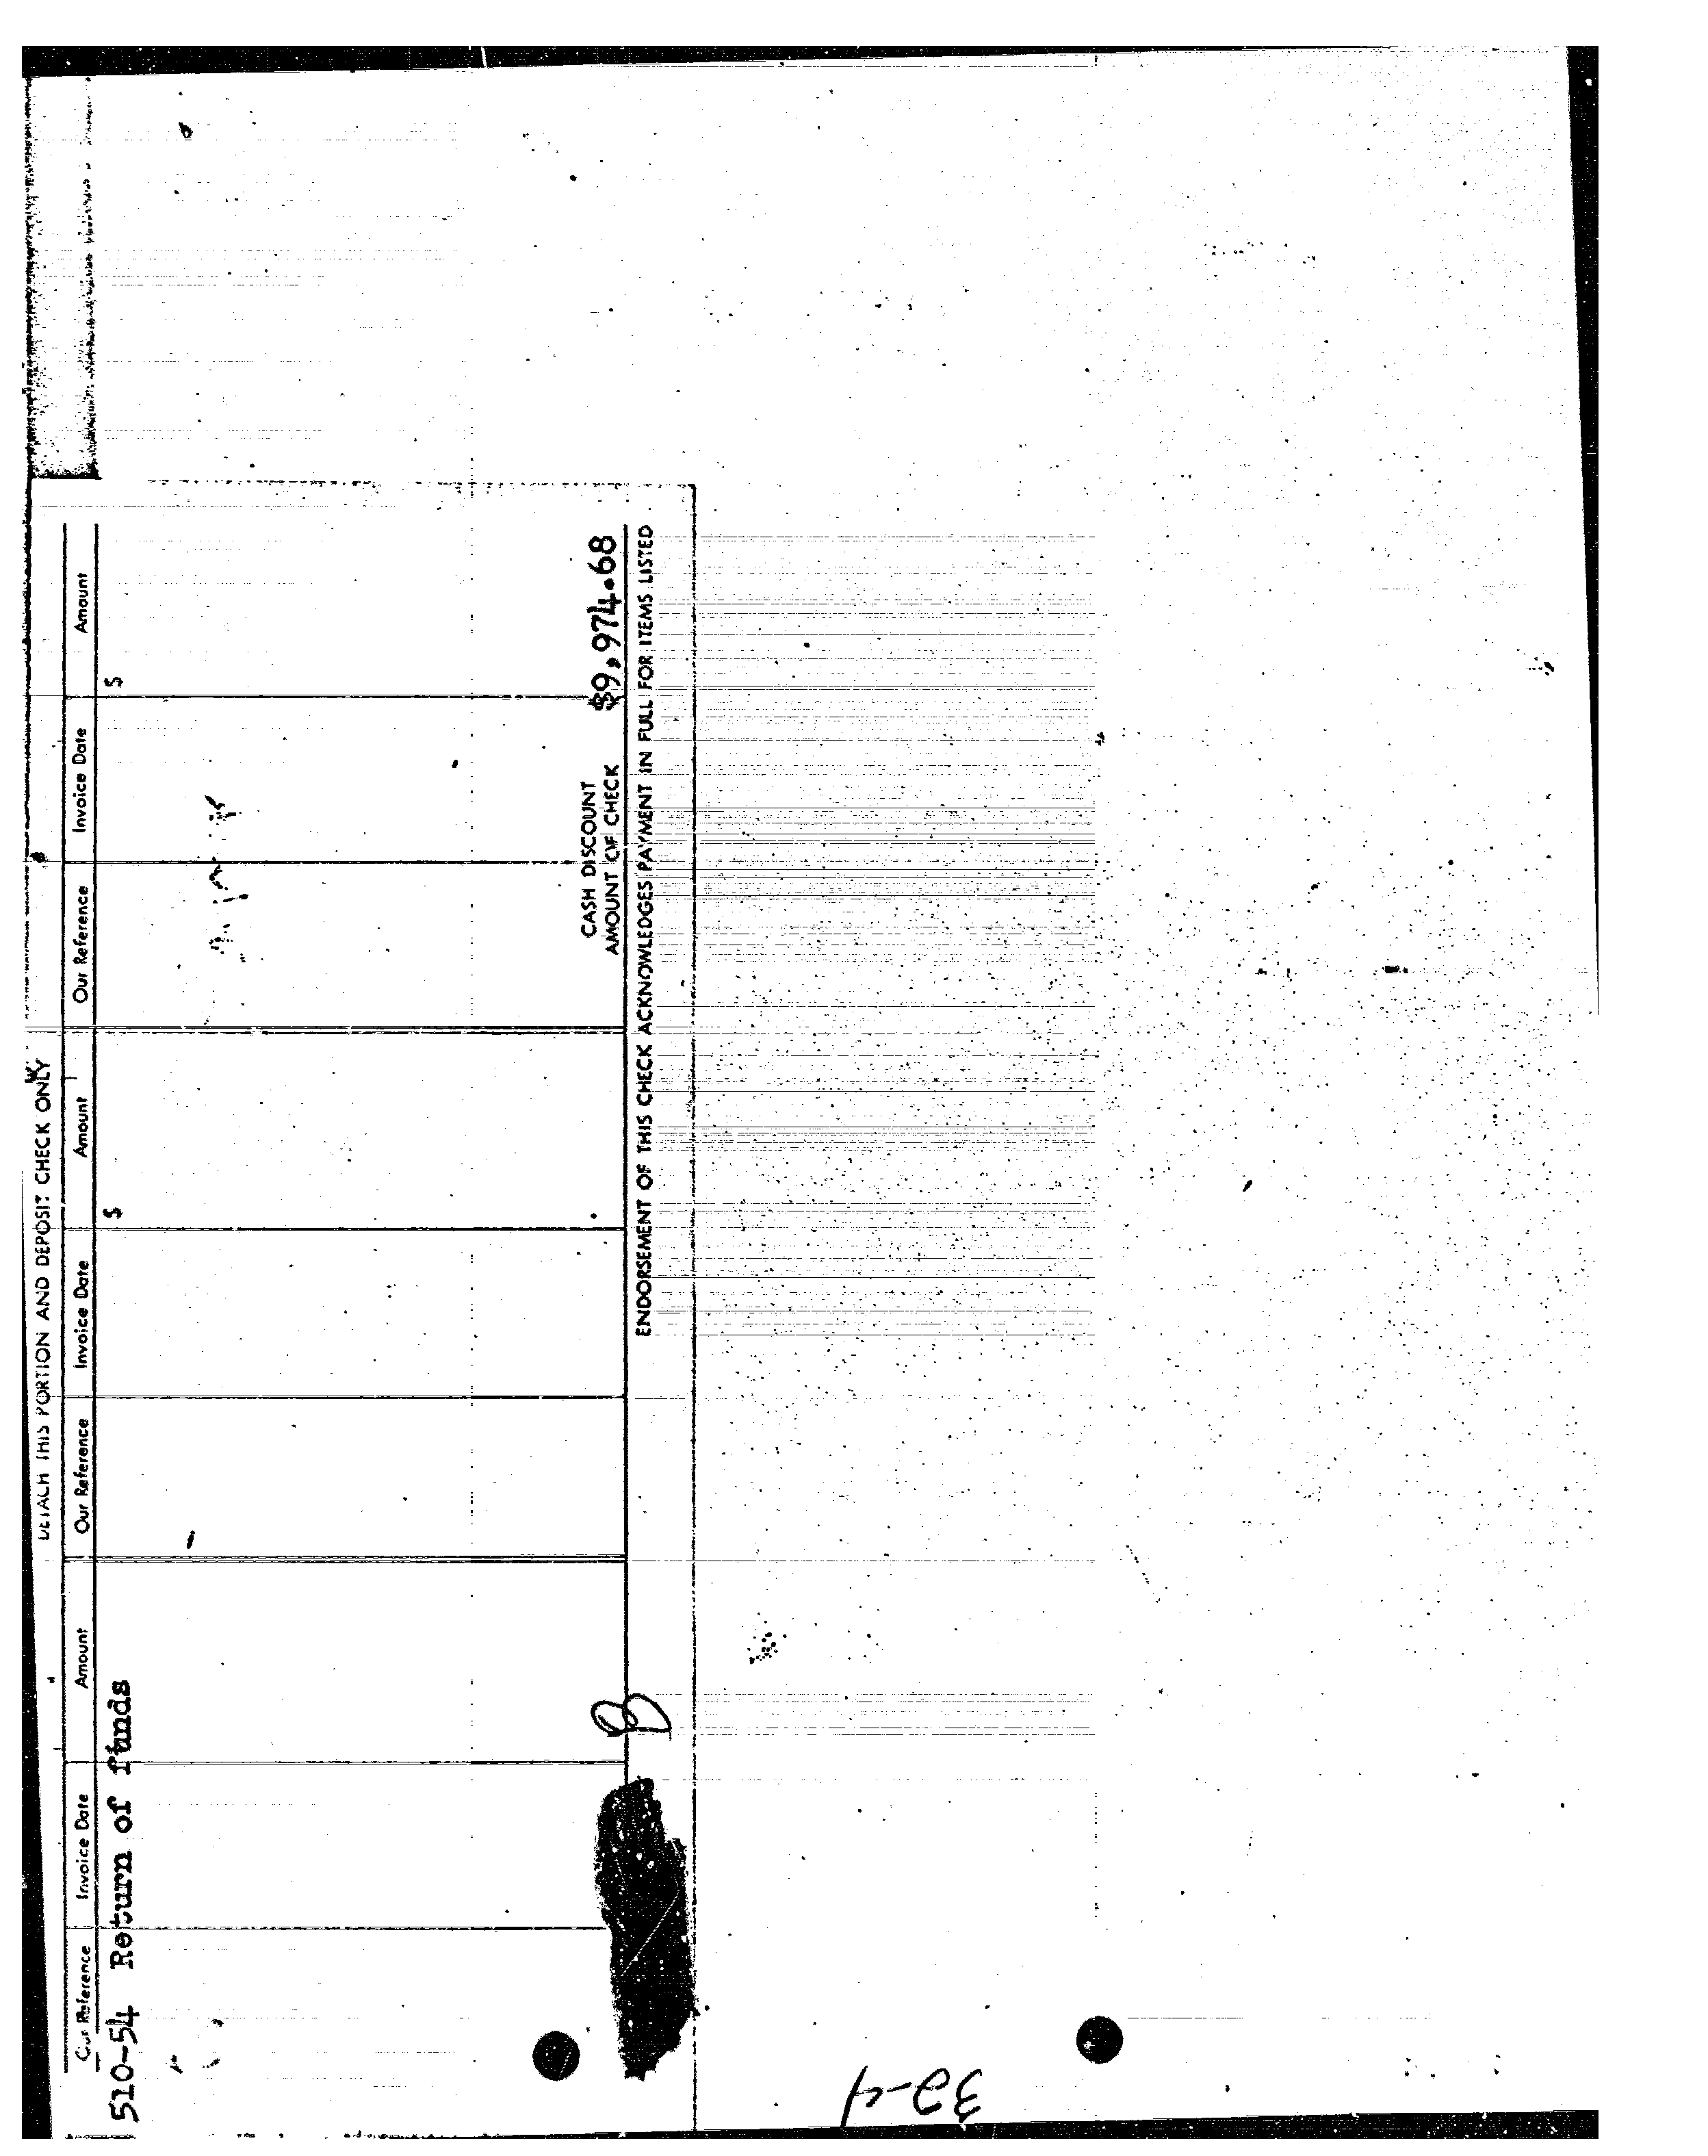 DETACH THIS PORTION AND DEPOSIT CHECK ONLY
Our Reference Invoice Date Amount Our Reference Invoice Date Amount Our Reference Invoice Date Amount
510-54 Return of funds $ $
CASH DISCOUNT
AMOUNT OF CHECK $9,974.68
ENDORSEMENT OF THIS CHECK ACKNOWLEDGES PAYMENT IN FULL FOR ITEMS LISTED
32-4